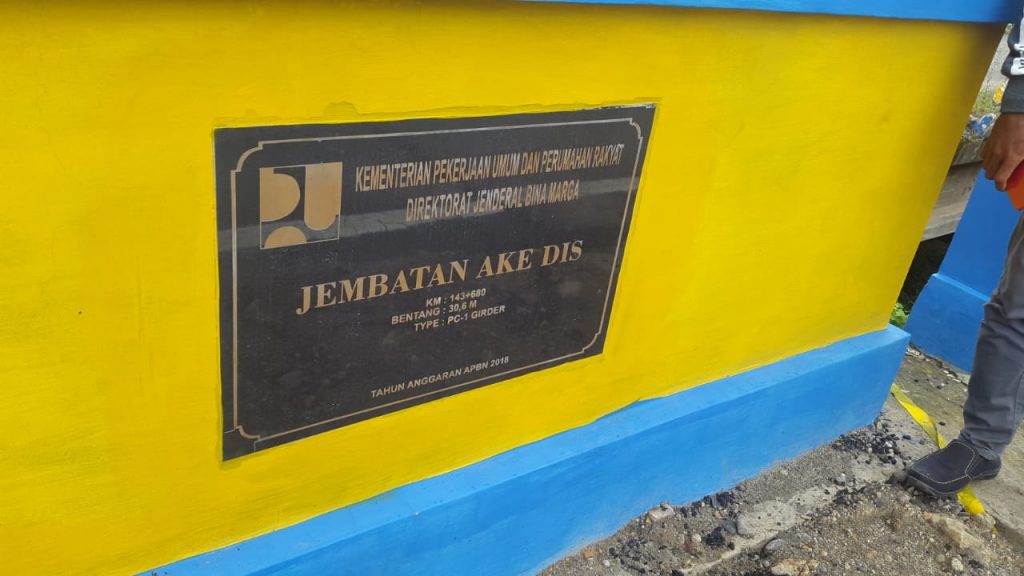 PU
KEMENTERIAN PEKERJAAN UMUM DAN PERUMAHAN RAKYAT
DIREKTORAT JENDERAL BINA MARGA
JEMBATAN AKE DIS
KM : 143+680
BENTANG : 30,6 M
TYPE : PC-1 GIRDER
TAHUN ANGGARAN APBN 2018